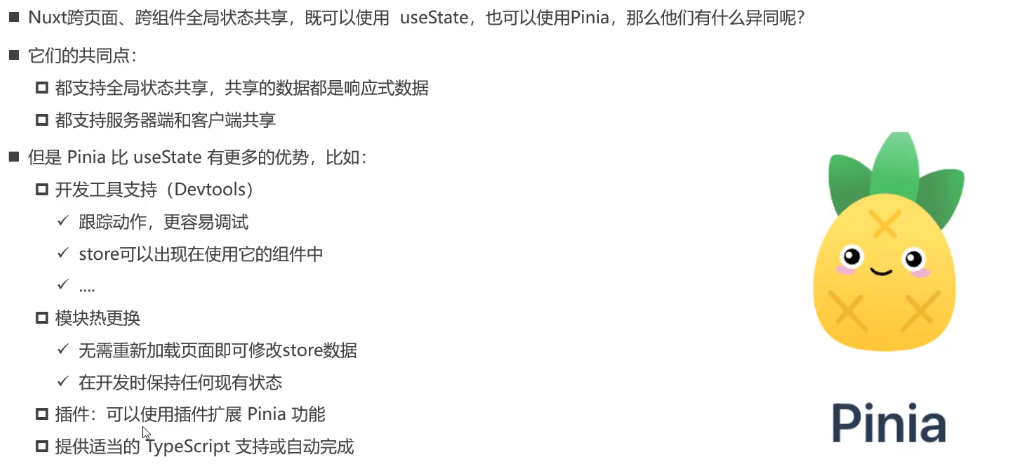 Nuxt跨页面、跨组件全局状态共享，既可以使用 useState，也可以使用Pinia，那么他们有什么异同呢？
它们的共同点：
都支持全局状态共享，共享的数据都是响应式数据
都支持服务器端和客户端共享
但是 Pinia 比 useState 有更多的优势，比如：
开发工具支持（Devtools）
跟踪动作，更容易调试
store可以出现在使用它的组件中
....
模块热更换
无需重新加载页面即可修改store数据
在开发时保持任何现有状态
插件：可以使用插件扩展 Pinia 功能
提供适当的 TypeScript 支持或自动完成
Pinia